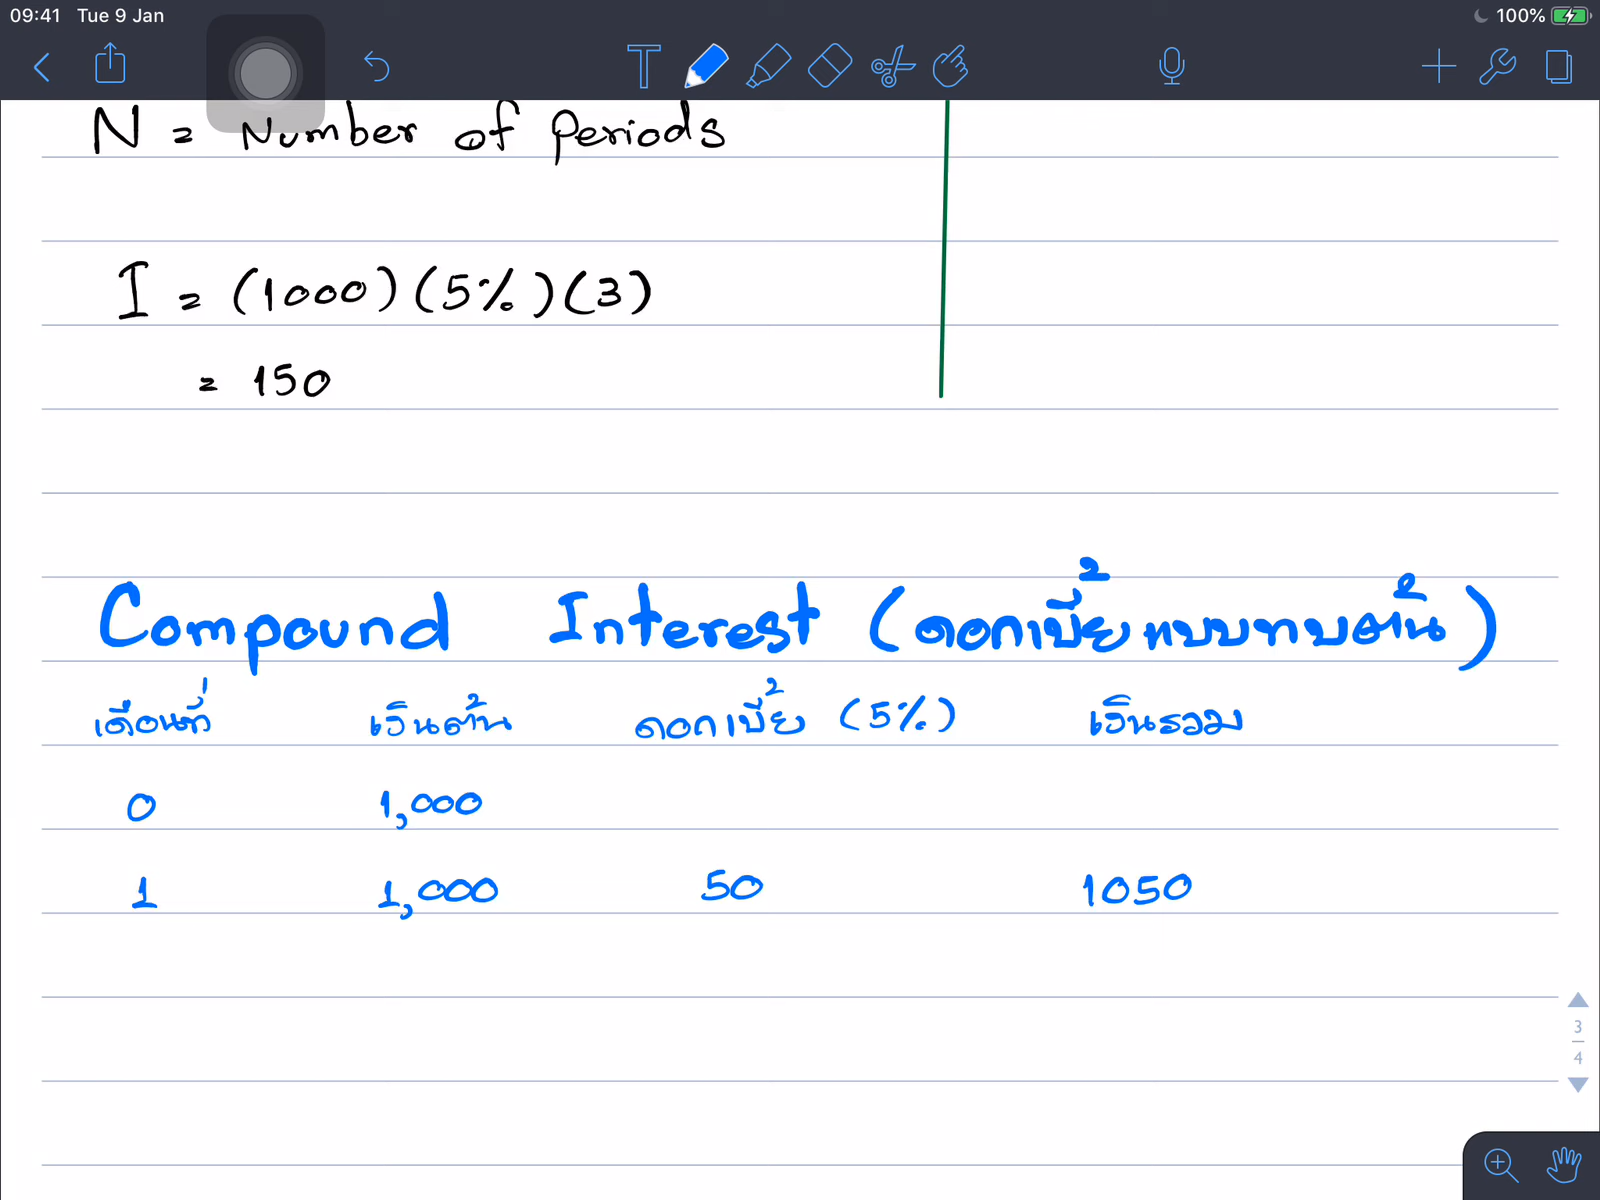 09:41 Tue 9 Jan 100%
N = Number of Periods
I = (1000)(5%)(3)
= 150
Compound Interest (ดอกเบี้ยแบบทบต้น)
เดือนที่ เงินต้น ดอกเบี้ย (5%) เงินรวม
0 1,000
1 1,000 50 1050
3
4